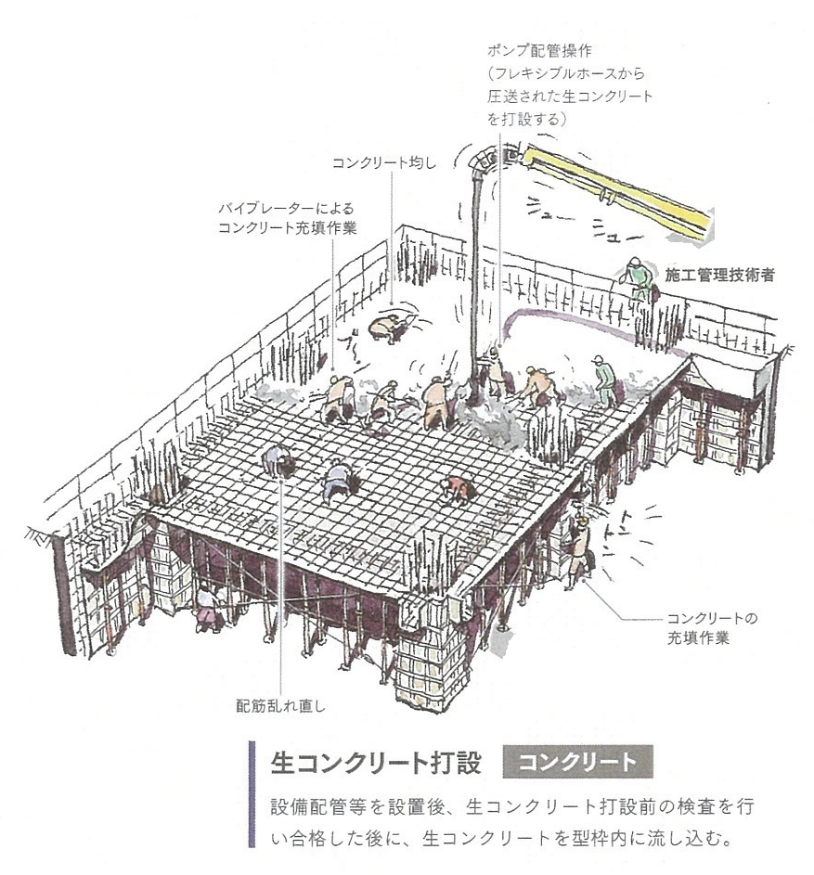 ポンプ配管操作
（フレキシブルホースから
圧送された生コンクリート
を打設する）
コンクリート均し
バイブレーターによる
コンクリート充填作業
シュー
シュー
施工管理技術者
トン
トン
コンクリートの
充填作業
配筋乱れ直し
生コンクリート打設 コンクリート
設備配管等を設置後、生コンクリート打設前の検査を行
い合格した後に、生コンクリートを型枠内に流し込む。